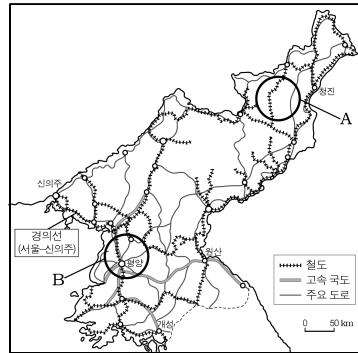 청진
A
신의주
경의선
(서울–신의주)
B
평양
원산
개성
철도
고속 국도
주요 도로
0 50 km